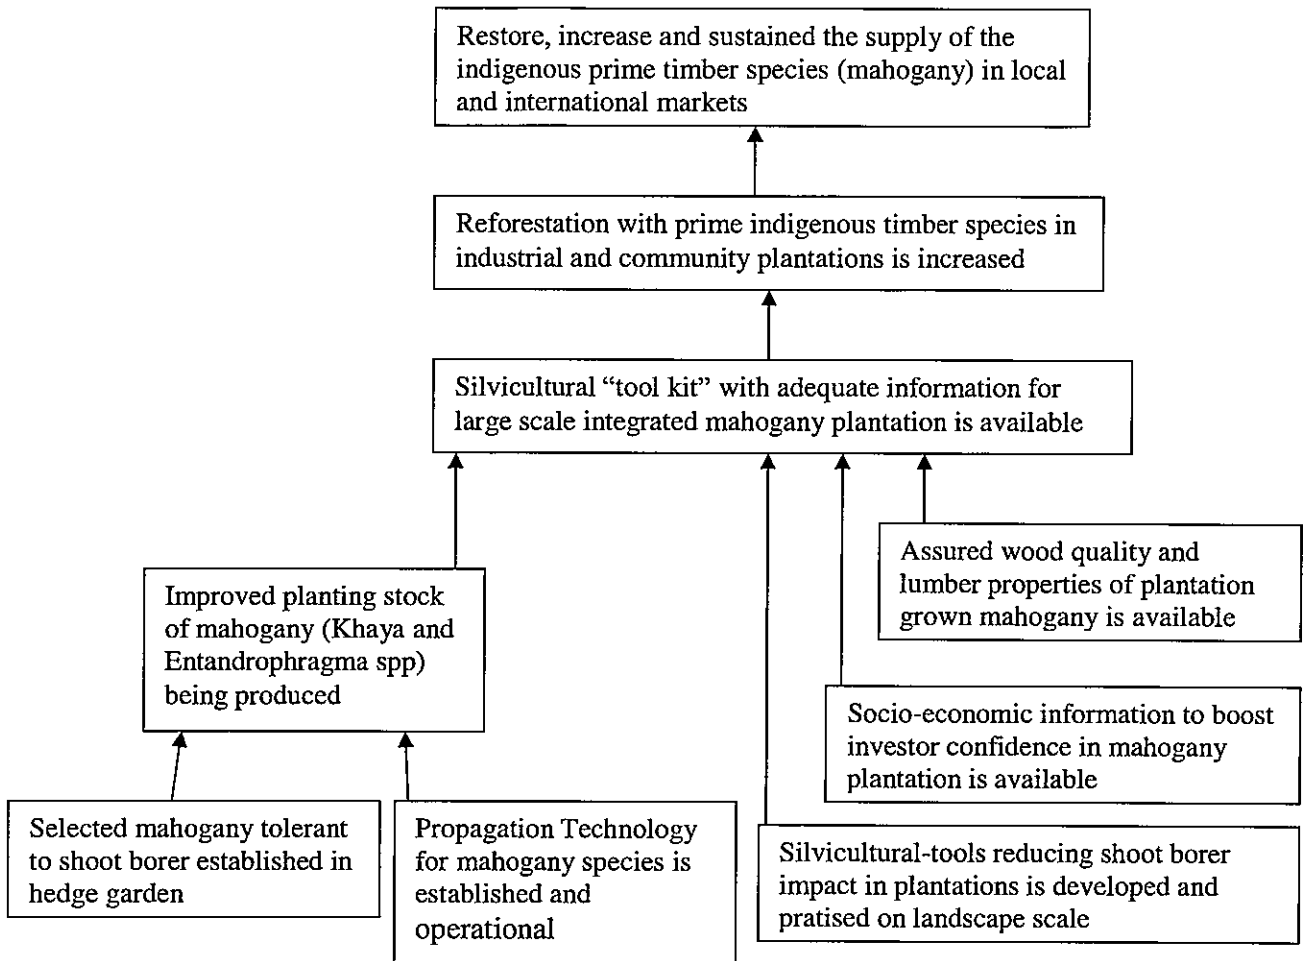 Restore, increase and sustained the supply of the
indigenous prime timber species (mahogany) in local
and international markets
Reforestation with prime indigenous timber species in
industrial and community plantations is increased
Silvicultural “tool kit” with adequate information for
large scale integrated mahogany plantation is available
Assured wood quality and
lumber properties of plantation
grown mahogany is available
Improved planting stock
of mahogany (Khaya and
Entandrophragma spp)
being produced
Socio-economic information to boost
investor confidence in mahogany
plantation is available
Selected mahogany tolerant
to shoot borer established in
hedge garden
Propagation Technology
for mahogany species is
established and
operational
Silvicultural-tools reducing shoot borer
impact in plantations is developed and
pratised on landscape scale